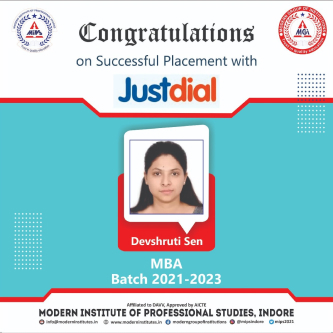 Congratulations
on Successful Placement with
Justdial
Devshruti Sen
MBA
Batch 2021-2023
Affiliated to DAVV, Approved by AICTE
MODERN INSTITUTE OF PROFESSIONAL STUDIES, INDORE
info@moderninstitutes.in www.moderninstitutes.in moderngroupofinstitutions @mipsindore mips2021